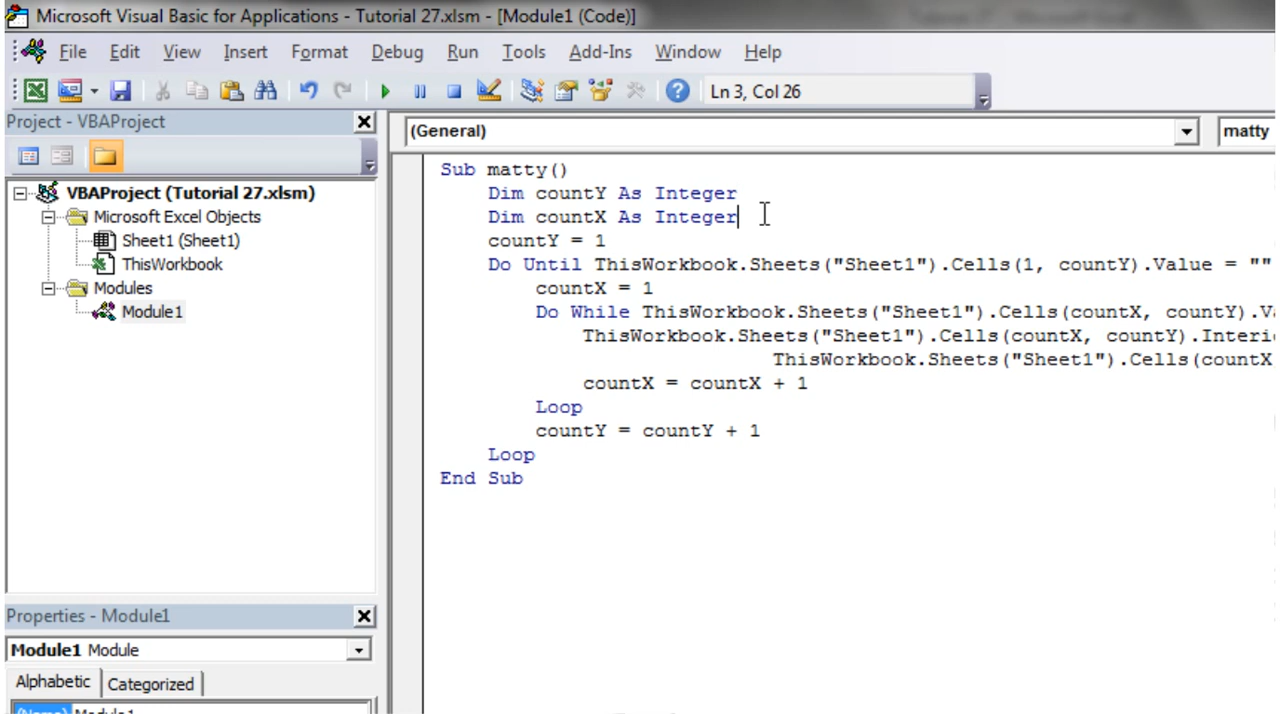 Microsoft Visual Basic for Applications - Tutorial 27.xlsm - [Module1 (Code)]
File Edit View Insert Format Debug Run Tools Add-Ins Window Help
Ln 3, Col 26
Project - VBAProject
VBAProject (Tutorial 27.xlsm)
Microsoft Excel Objects
Sheet1 (Sheet1)
ThisWorkbook
Modules
Module1
Properties - Module1
Module1 Module
Alphabetic Categorized
(Name) Module1
(General) matty
Sub matty()
Dim countY As Integer
Dim countX As Integer
countY = 1
Do Until ThisWorkbook.Sheets("Sheet1").Cells(1, countY).Value = ""
countX = 1
Do While ThisWorkbook.Sheets("Sheet1").Cells(countX, countY).Va
ThisWorkbook.Sheets("Sheet1").Cells(countX, countY).Interi
ThisWorkbook.Sheets("Sheet1").Cells(countX
countX = countX + 1
Loop
countY = countY + 1
Loop
End Sub